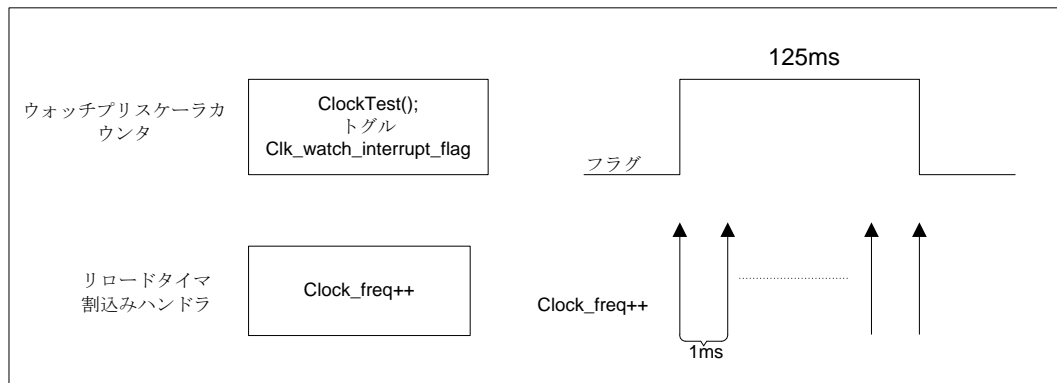 125ms
ウォッチプリスケーラカ
ウンタ
ClockTest();
トグル
Clk_watch_interrupt_flag
フラグ
リロードタイマ
割込みハンドラ
Clock_freq++
Clock_freq++
1ms